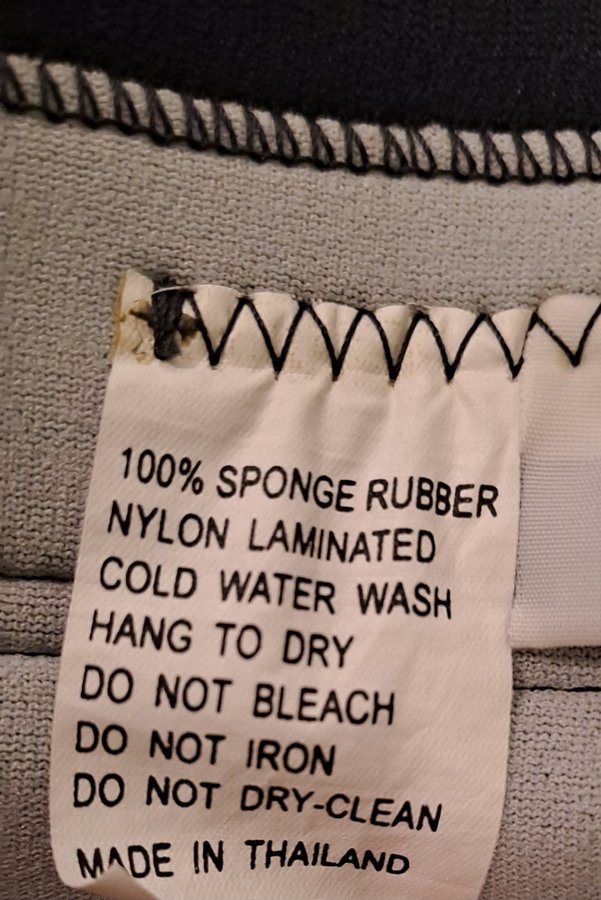 100% SPONGE RUBBER
NYLON LAMINATED
COLD WATER WASH
HANG TO DRY
DO NOT BLEACH
DO NOT IRON
DO NOT DRY-CLEAN
MADE IN THAILAND